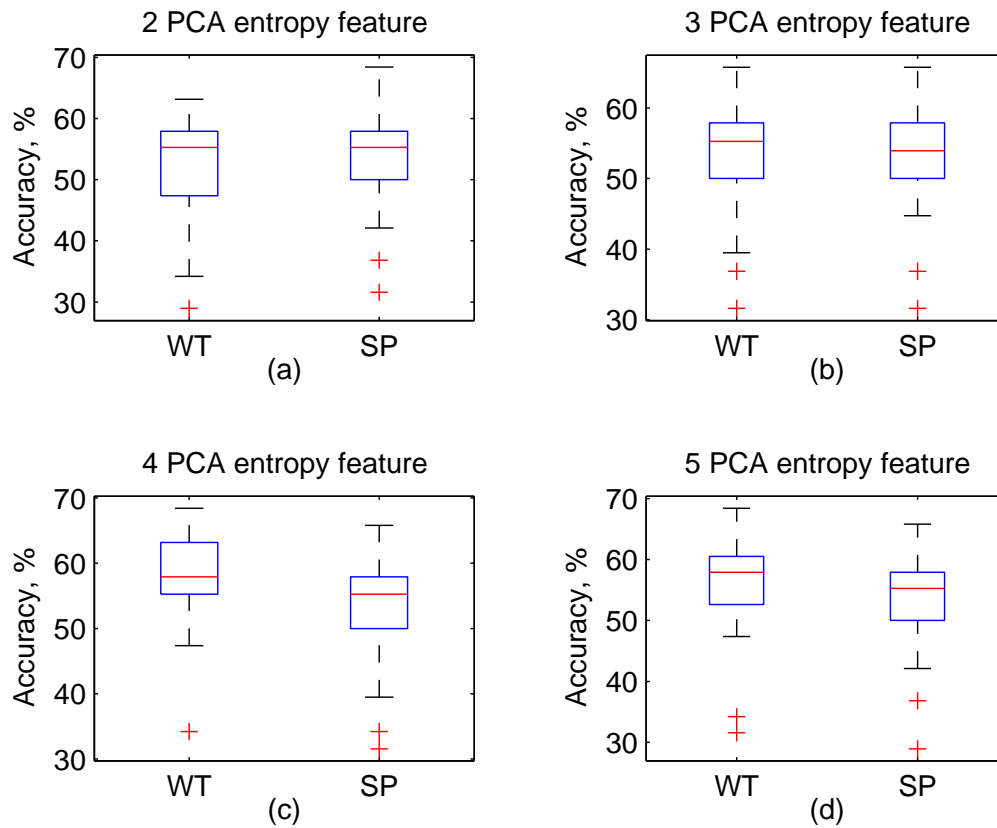 2 PCA entropy feature
Accuracy, %
70
60
50
40
30
WT SP
(a)
3 PCA entropy feature
Accuracy, %
60
50
40
30
WT SP
(b)
4 PCA entropy feature
Accuracy, %
70
60
50
40
30
WT SP
(c)
5 PCA entropy feature
Accuracy, %
70
60
50
40
30
WT SP
(d)